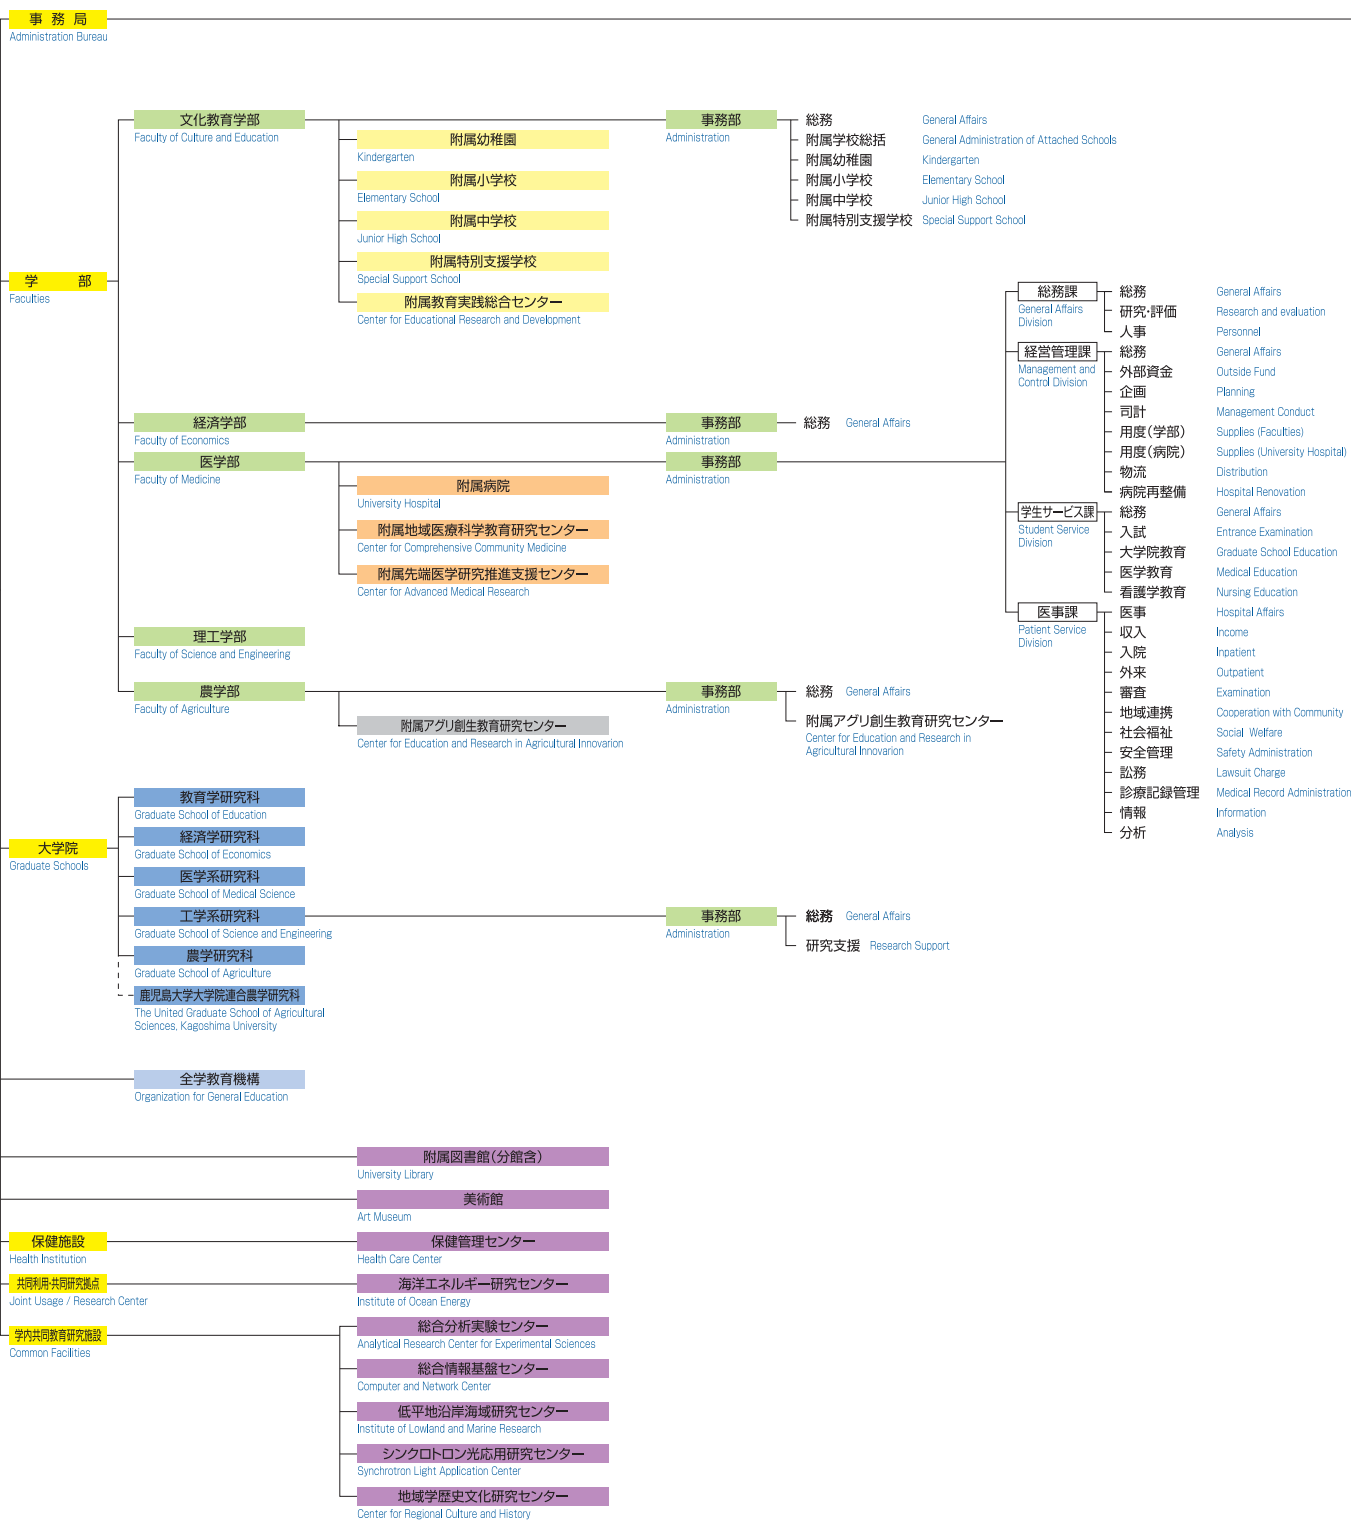 事務局
Administration Bureau
文化教育学部
Faculty of Culture and Education
附属幼稚園
Kindergarten
附属小学校
Elementary School
附属中学校
Junior High School
附属特別支援学校
Special Support School
附属教育実践総合センター
Center for Educational Research and Development
事務部
Administration
総務 General Affairs
附属学校総括 General Administration of Attached Schools
附属幼稚園 Kindergarten
附属小学校 Elementary School
附属中学校 Junior High School
附属特別支援学校 Special Support School
学部
Faculties
経済学部
Faculty of Economics
事務部
Administration
総務 General Affairs
医学部
Faculty of Medicine
附属病院
University Hospital
附属地域医療科学教育研究センター
Center for Comprehensive Community Medicine
附属先端医学研究推進支援センター
Center for Advanced Medical Research
事務部
Administration
総務課
General Affairs
Division
総務 General Affairs
研究・評価 Research and evaluation
人事 Personnel
経営管理課
Management and
Control Division
総務 General Affairs
外部資金 Outside Fund
企画 Planning
司計 Management Conduct
用度(学部) Supplies (Faculties)
用度(病院) Supplies (University Hospital)
物流 Distribution
病院再整備 Hospital Renovation
学生サービス課
Student Service
Division
総務 General Affairs
入試 Entrance Examination
大学院教育 Graduate School Education
医学教育 Medical Education
看護学教育 Nursing Education
医事課
Patient Service
Division
医事 Hospital Affairs
収入 Income
入院 Inpatient
外来 Outpatient
審査 Examination
地域連携 Cooperation with Community
社会福祉 Social Welfare
安全管理 Safety Administration
訟務 Lawsuit Charge
診療記録管理 Medical Record Administration
情報 Information
分析 Analysis
理工学部
Faculty of Science and Engineering
農学部
Faculty of Agriculture
附属アグリ創生教育研究センター
Center for Education and Research in Agricultural Innovarion
事務部
Administration
総務 General Affairs
附属アグリ創生教育研究センター
Center for Education and Research in
Agricultural Innovarion
大学院
Graduate Schools
教育学研究科
Graduate School of Education
経済学研究科
Graduate School of Economics
医学系研究科
Graduate School of Medical Science
工学系研究科
Graduate School of Science and Engineering
事務部
Administration
総務 General Affairs
研究支援 Research Support
農学研究科
Graduate School of Agriculture
鹿児島大学大学院連合農学研究科
The United Graduate School of Agricultural
Sciences, Kagoshima University
全学教育機構
Organization for General Education
附属図書館(分館含)
University Library
美術館
Art Museum
保健施設
Health Institution
保健管理センター
Health Care Center
共同利用・共同研究拠点
Joint Usage / Research Center
海洋エネルギー研究センター
Institute of Ocean Energy
学内共同教育研究施設
Common Facilities
総合分析実験センター
Analytical Research Center for Experimental Sciences
総合情報基盤センター
Computer and Network Center
低平地沿岸海域研究センター
Institute of Lowland and Marine Research
シンクロトロン光応用研究センター
Synchrotron Light Application Center
地域学歴史文化研究センター
Center for Regional Culture and History